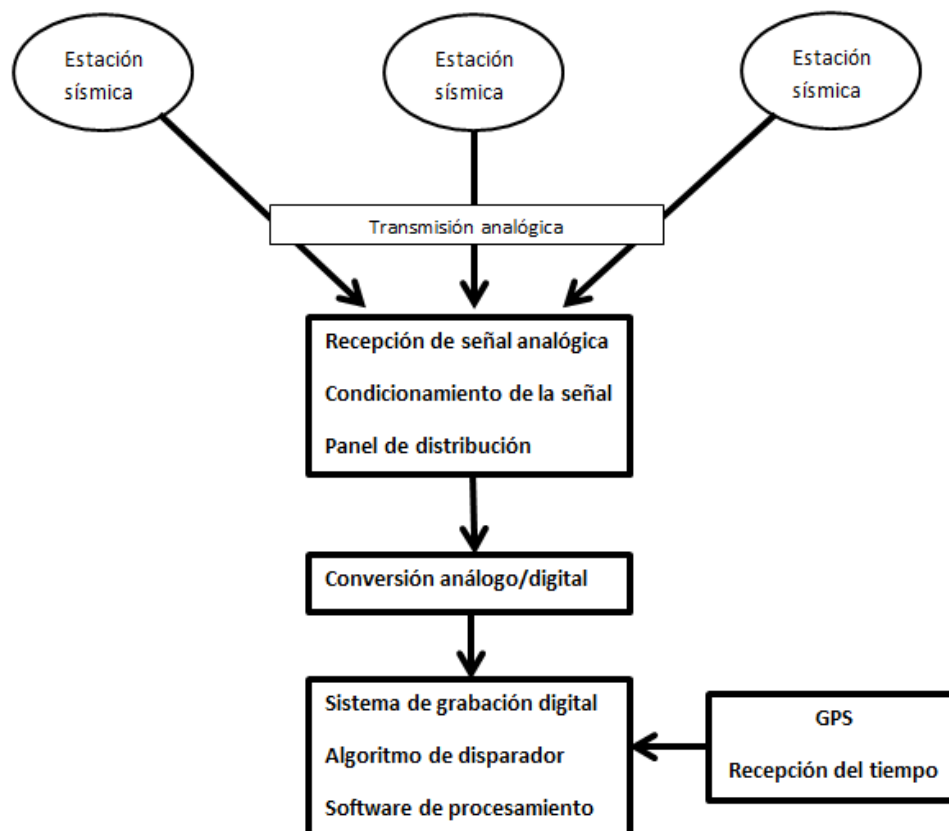 Estación
sísmica
Estación
sísmica
Estación
sísmica
Transmisión analógica
Recepción de señal analógica
Condicionamiento de la señal
Panel de distribución
Conversión análogo/digital
Sistema de grabación digital
Algoritmo de disparador
Software de procesamiento
GPS
Recepción del tiempo